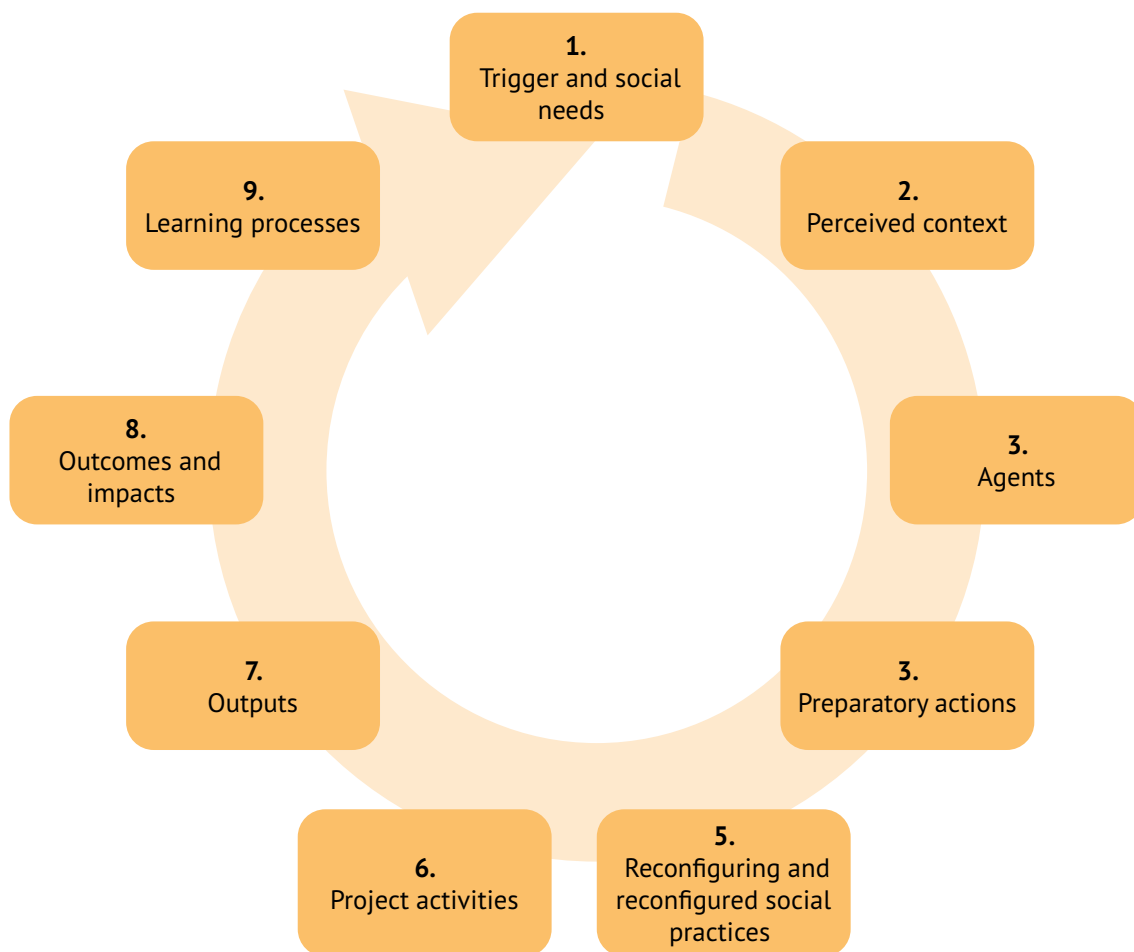 1.
Trigger and social
needs
2.
Perceived context
3.
Agents
3.
Preparatory actions
5.
Reconfiguring and
reconfigured social
practices
6.
Project activities
7.
Outputs
8.
Outcomes and
impacts
9.
Learning processes